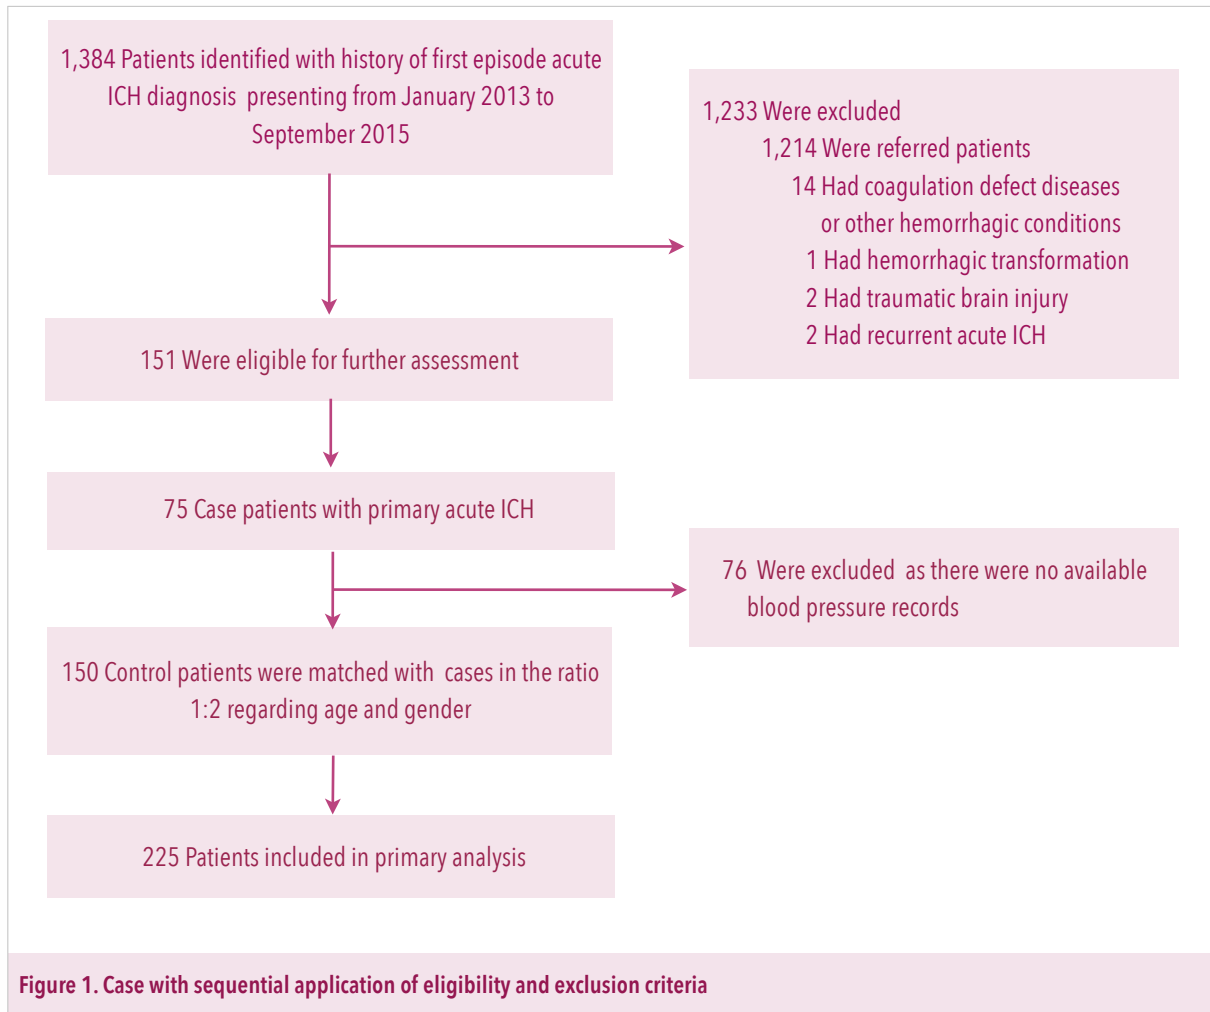 1,384 Patients identified with history of first episode acute
ICH diagnosis presenting from January 2013 to
September 2015
1,233 Were excluded
1,214 Were referred patients
14 Had coagulation defect diseases
or other hemorrhagic conditions
1 Had hemorrhagic transformation
2 Had traumatic brain injury
2 Had recurrent acute ICH
151 Were eligible for further assessment
75 Case patients with primary acute ICH
76 Were excluded as there were no available
blood pressure records
150 Control patients were matched with cases in the ratio
1:2 regarding age and gender
225 Patients included in primary analysis
Figure 1. Case with sequential application of eligibility and exclusion criteria